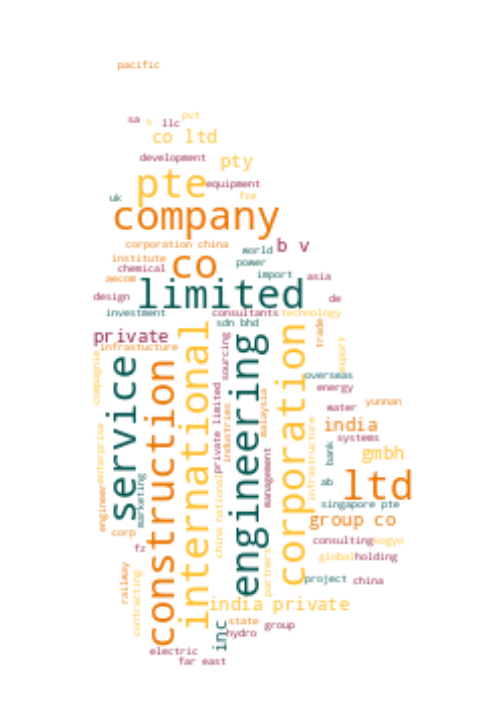 pacific
sa s llc pvt
co ltd
development pty
pte equipment
uk fze
company
corporation china b v
world
institute co power
chemical import asia
aecom limited
design de
investment consultants technology
sdn bhd
private
infrastucture
trade
export
compagnie
service
construction
international
sourcing
engineering
corporation
overseas
energy
water yunnan
india
systems
private limited
industries
malaysia
infrastructure
bank
gmbh
enterprise
engineer
marketing
china national
management
ab
ltd
singapore pte
group co
corp
fz
consulting kogyo
global holding
partners
project china
railway
contracting
india private
inc
state group
hydro
electric
far east